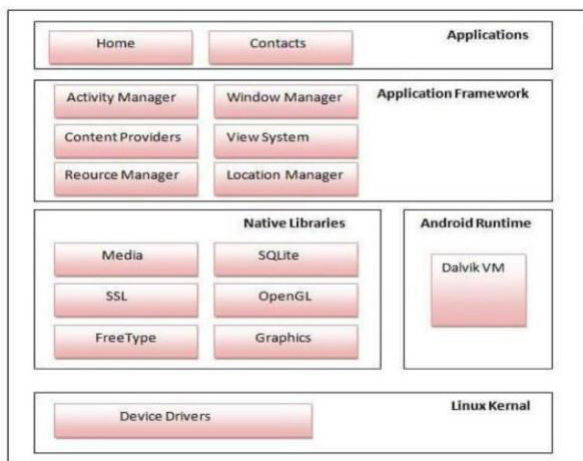 Applications
Home Contacts
Application Framework
Activity Manager Window Manager
Content Providers View System
Reource Manager Location Manager
Native Libraries
Media SQLite
SSL OpenGL
FreeType Graphics
Android Runtime
Dalvik VM
Linux Kernel
Device Drivers